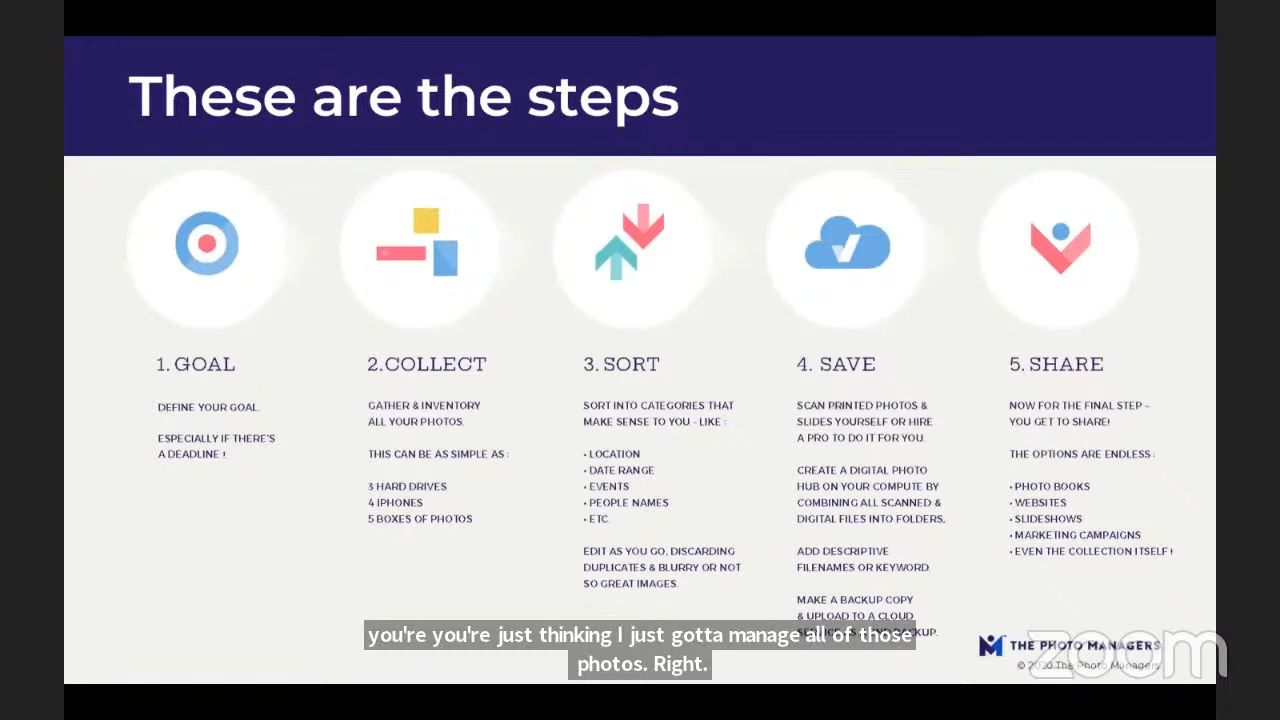 These are the steps
1. GOAL
DEFINE YOUR GOAL.
ESPECIALLY IF THERE'S
A DEADLINE !
2.COLLECT
GATHER & INVENTORY
ALL YOUR PHOTOS.
THIS CAN BE AS SIMPLE AS :
3 HARD DRIVES
4 IPHONES
5 BOXES OF PHOTOS
3. SORT
SORT INTO CATEGORIES THAT
MAKE SENSE TO YOU - LIKE :
• LOCATION
• DATE RANGE
• EVENTS
• PEOPLE NAMES
• ETC.
EDIT AS YOU GO, DISCARDING
DUPLICATES & BLURRY OR NOT
SO GREAT IMAGES.
4. SAVE
SCAN PRINTED PHOTOS &
SLIDES YOURSELF OR HIRE
A PRO TO DO IT FOR YOU.
CREATE A DIGITAL PHOTO
HUB ON YOUR COMPUTE BY
COMBINING ALL SCANNED &
DIGITAL FILES INTO FOLDERS.
ADD DESCRIPTIVE
FILENAMES OR KEYWORD.
MAKE A BACKUP COPY
& UPLOAD TO A CLOUD
BACKUP.
5. SHARE
NOW FOR THE FINAL STEP –
YOU GET TO SHARE!
THE OPTIONS ARE ENDLESS :
• PHOTO BOOKS
• WEBSITES
• SLIDESHOWS
• MARKETING CAMPAIGNS
• EVEN THE COLLECTION ITSELF !
you're you're just thinking I just gotta manage all of those
photos. Right.
THE PHOTO MANAGERS
© 2020 The Photo Managers
zoom